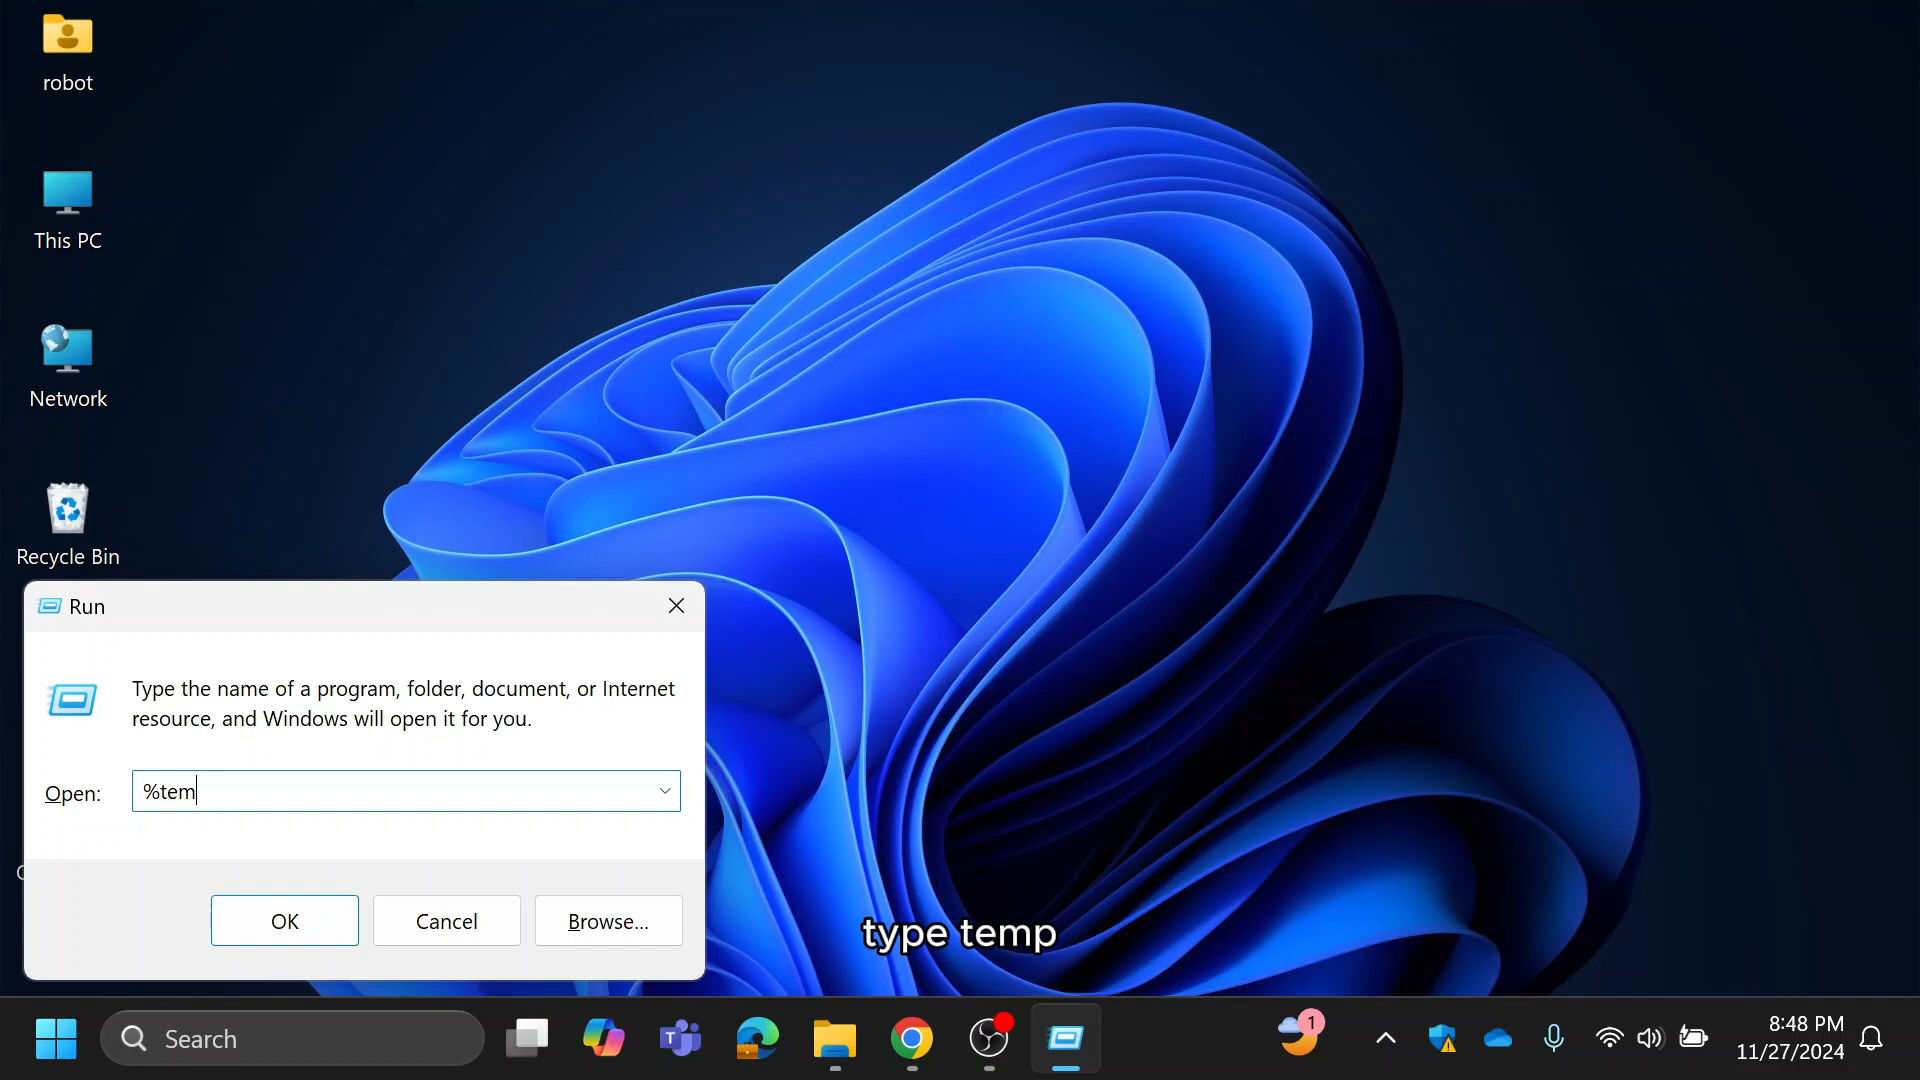 robot
This PC
Network
Recycle Bin
Run
Type the name of a program, folder, document, or Internet
resource, and Windows will open it for you.
Open:
%tem
OK
Cancel
Browse...
type temp
Search
T
1
8:48 PM
11/27/2024